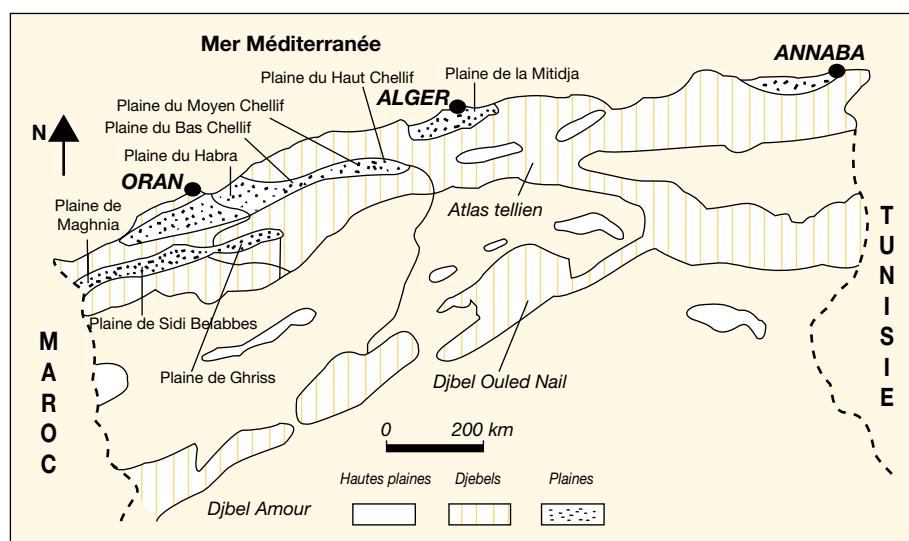 Mer Méditerranée
ANNABA
Plaine du Haut Chellif
Plaine de la Mitidja
ALGER
Plaine du Moyen Chellif
Plaine du Bas Chellif
N
Plaine du Habra
ORAN
Plaine de
Maghnia
Atlas tellien
TUNISIE
Plaine de Sidi Belabbes
MAROC
Plaine de Ghriss
Djbel Ouled Nail
0 200 km
Hautes plaines Djebels Plaines
Djbel Amour